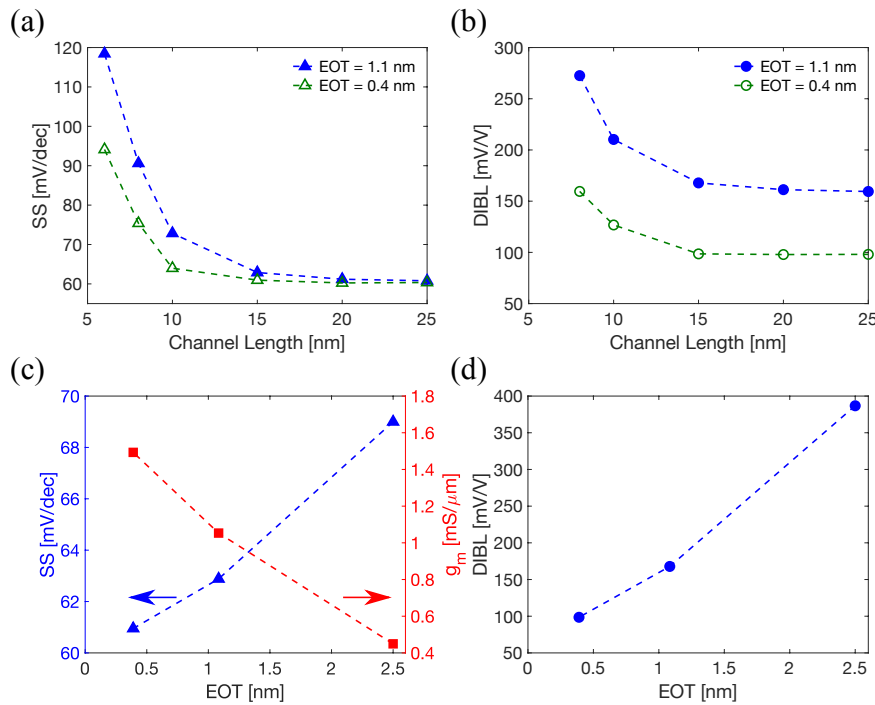 (a)
120
110
100
90
80
70
60
SS [mV/dec]
EOT = 1.1 nm
EOT = 0.4 nm
5 10 15 20 25
Channel Length [nm]
(b)
300
250
200
150
100
50
DIBL [mV/V]
EOT = 1.1 nm
EOT = 0.4 nm
5 10 15 20 25
Channel Length [nm]
(c)
70
68
66
64
62
60
SS [mV/dec]
1.8
1.6
1.4
1.2
1
0.8
0.6
0.4
g_m [mS/μm]
0 0.5 1 1.5 2 2.5
EOT [nm]
(d)
400
350
300
250
200
150
100
50
DIBL [mV/V]
0 0.5 1 1.5 2 2.5
EOT [nm]